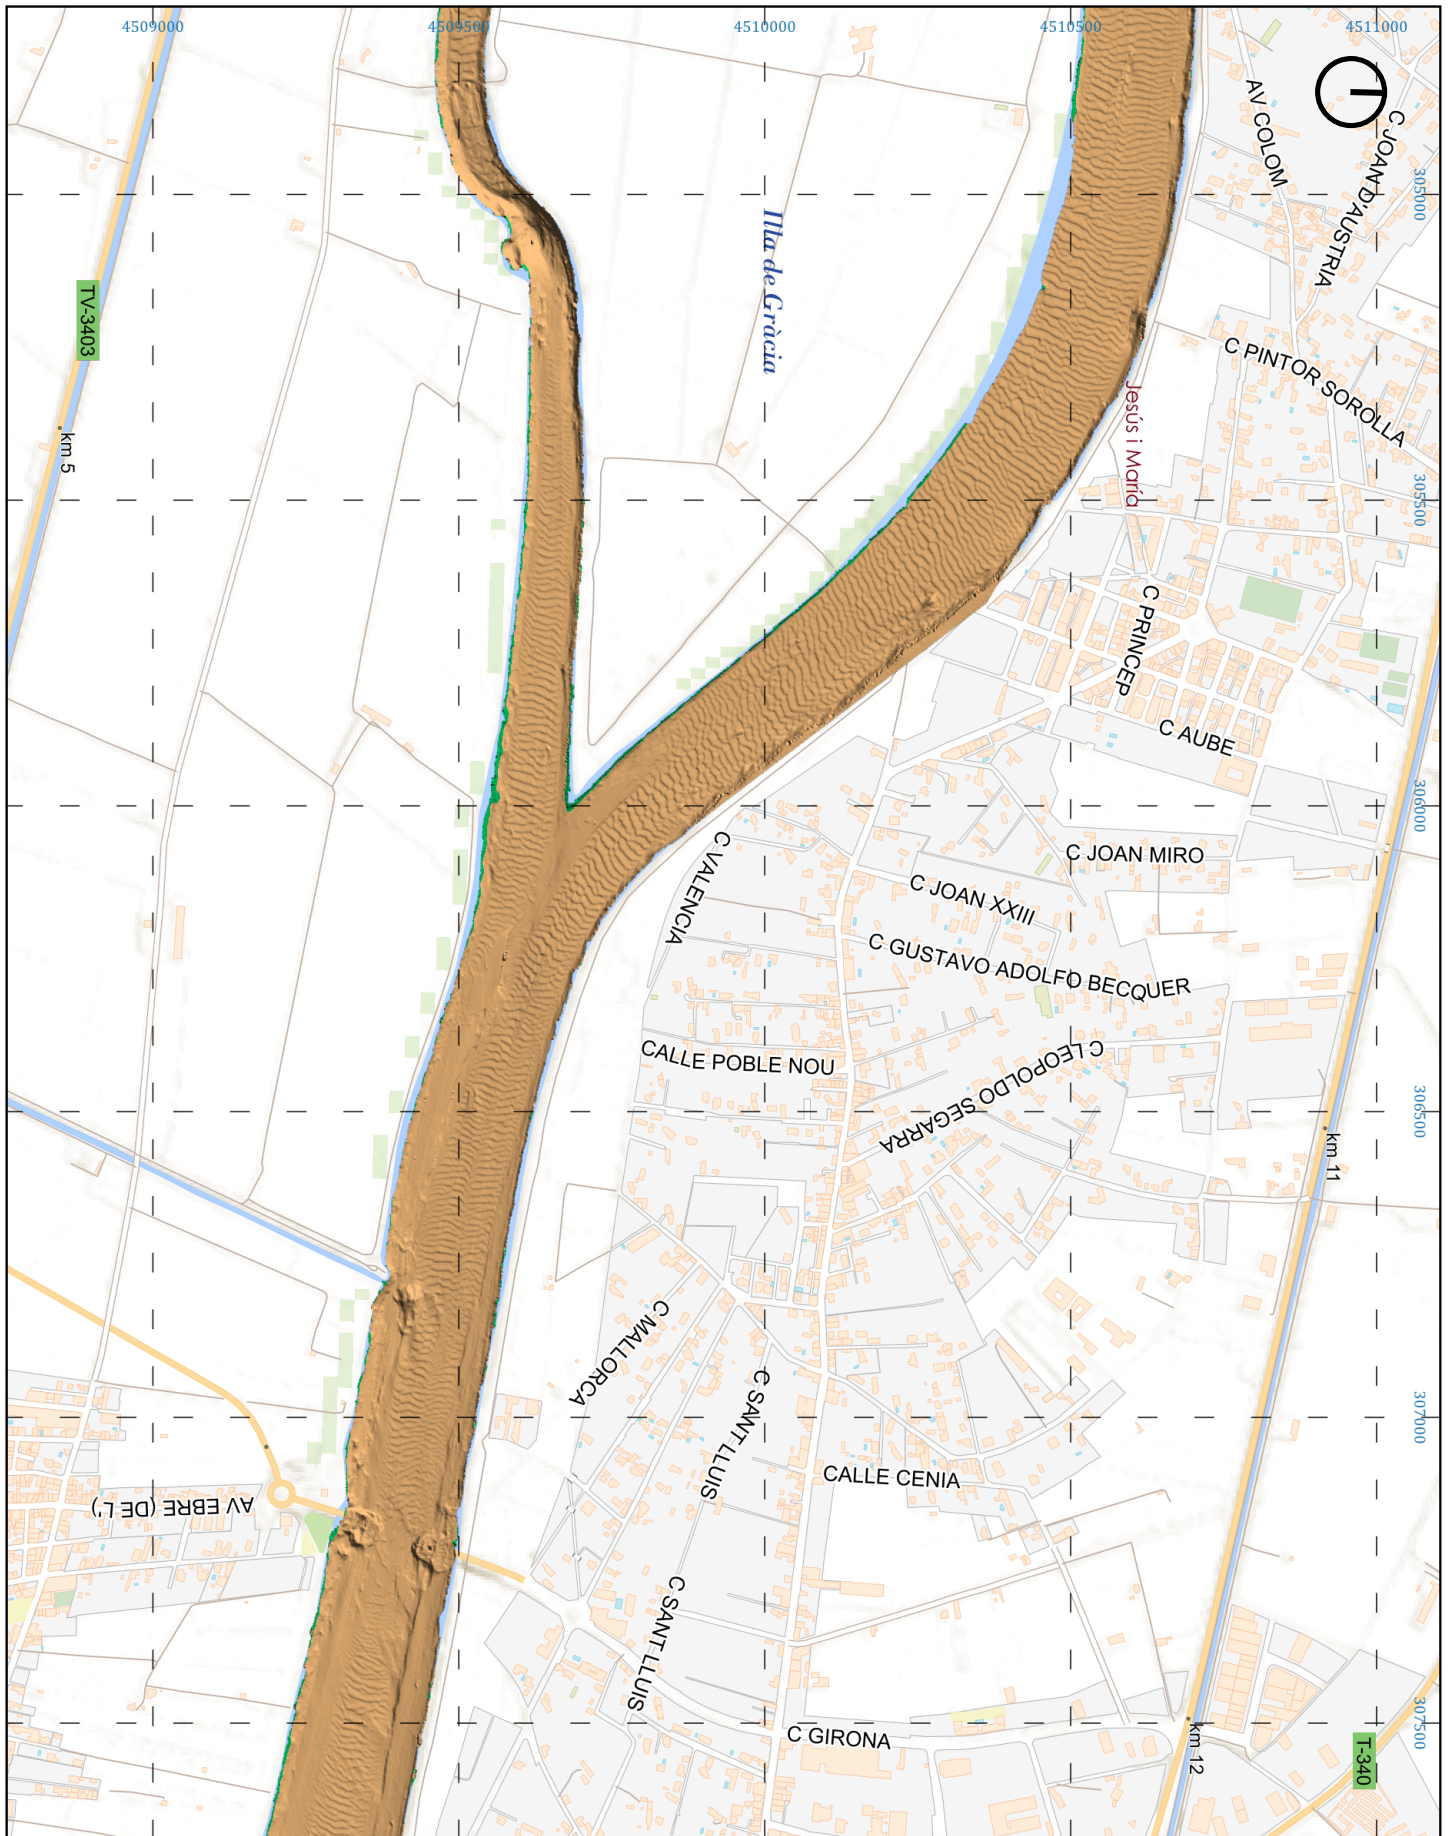 4509000
4509500
4510000
4510500
4511000
AV COLOM
C JOAN D'AUSTRIA
305000
Illa de Gràcia
TV-3403
C PINTOR SOROLLA
Jesús i María
km 5
305500
C PRINCEP
C AUBE
306000
C VALENCIA
C JOAN MIRO
C JOAN XXIII
C GUSTAVO ADOLFO BECQUER
CALLE POBLE NOU
C LEOPOLDO SEGARRA
306500
km 11
C MALLORCA
C SANT LLUIS
307000
CALLE CENIA
AV EBRE (DE L')
C SANT LLUIS
C GIRONA
307500
km 12
T-340